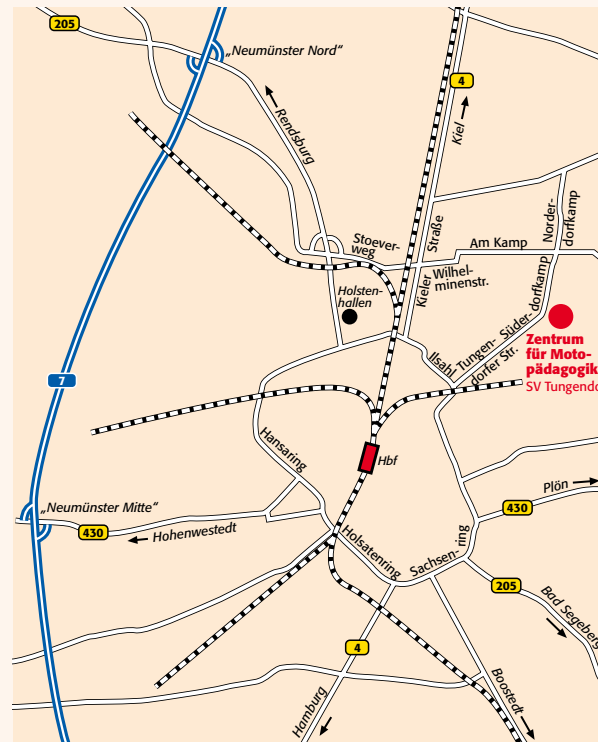 205
„Neumünster Nord“
4
Rendsburg
Kiel
Norder-
dorfkamp
Stoever-
weg
Straße
Kieler
Am Kamp
Wilhel-
minenstr.
Holsten-
hallen
Süder-
dorfkamp
Ilsahl
Tungen-
dorfer Str.
Zentrum
für Moto-
pädagogik
SV Tungendo
7
Hansaring
Hbf
„Neumünster Mitte“
430
Hohenwestedt
Plön
430
Holsatenring
Sachsen-
ring
205
Bad Segeberg
4
Hamburg
Boostedt